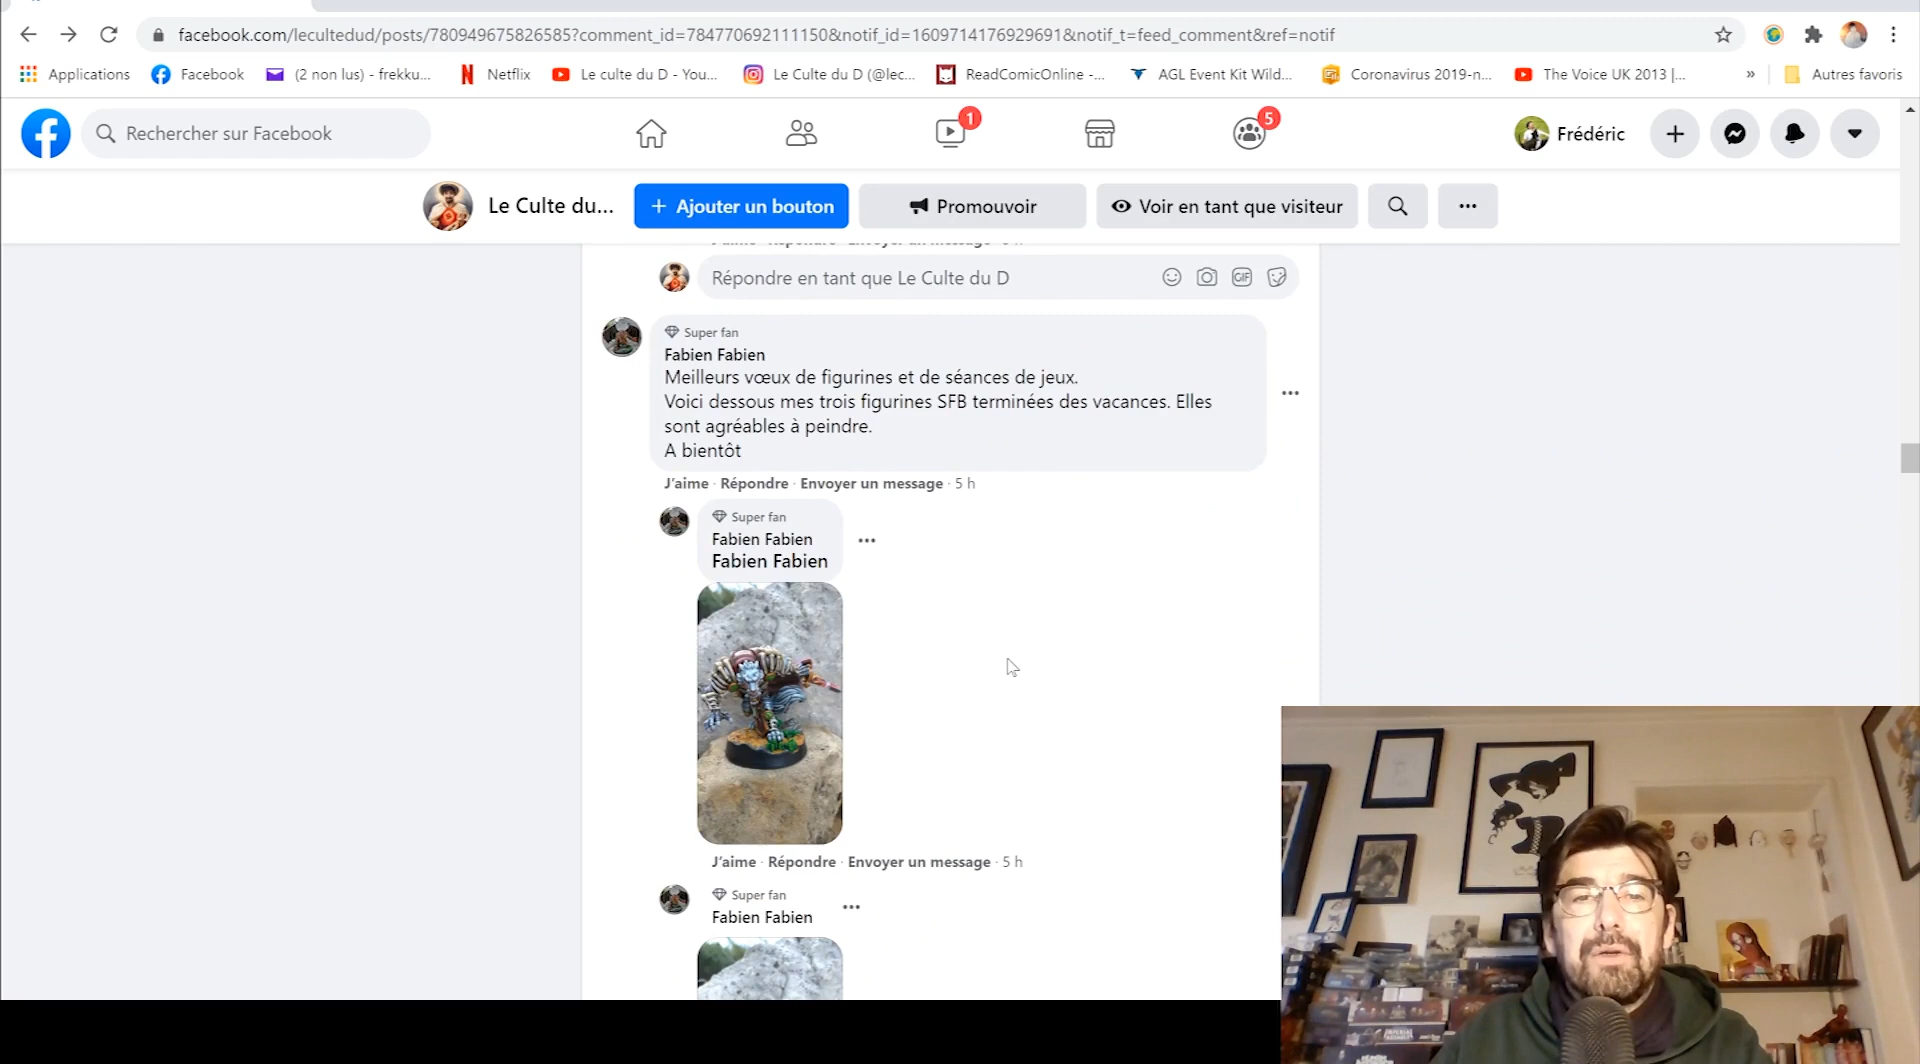 facebook.com/lecultedud/posts/780949675826585?comment_id=784770692111150&notif_id=1609714176929691&notif_t=feed_comment&ref=notif
Applications
Facebook
(2 non lus) - frekku...
Netflix
Le culte du D - You...
Le Culte du D (@lec...
ReadComicOnline -...
AGL Event Kit Wild...
Coronavirus 2019-n...
The Voice UK 2013 |...
»
Autres favoris
Rechercher sur Facebook
1
5
Frédéric
Le Culte du...
+ Ajouter un bouton
Promouvoir
Voir en tant que visiteur
Répondre en tant que Le Culte du D
GIF
Super fan
Fabien Fabien
Meilleurs vœux de figurines et de séances de jeux.
Voici dessous mes trois figurines SFB terminées des vacances. Elles
sont agréables à peindre.
A bientôt
J'aime · Répondre · Envoyer un message · 5 h
Super fan
Fabien Fabien
Fabien Fabien
J'aime · Répondre · Envoyer un message · 5 h
Super fan
Fabien Fabien